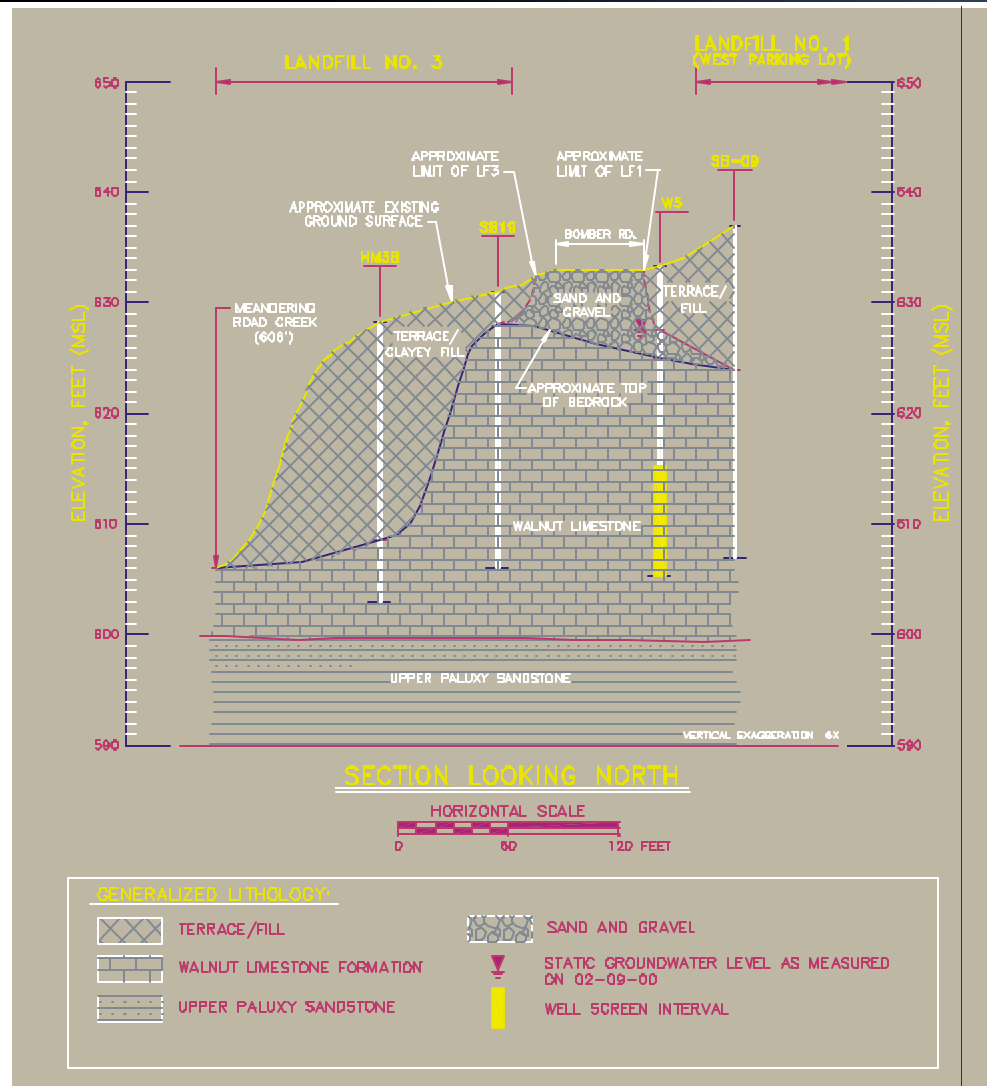 LANDFILL NO. 3
LANDFILL NO. 1
(WEST PARKING LOT)
650
650
APPROXIMATE
LIMIT OF LF3
APPROXIMATE
LIMIT OF LF1
SB-09
640
640
APPROXIMATE EXISTING
GROUND SURFACE
W5
SB19
BOMBER RD.
HM38
MEANDERING
ROAD CREEK
(606')
630
630
SAND AND
GRAVEL
TERRACE/
FILL
TERRACE/
CLAYEY FILL
APPROXIMATE TOP
OF BEDROCK
620
620
ELEVATION, FEET (MSL)
ELEVATION, FEET (MSL)
610
610
WALNUT LIMESTONE
600
600
UPPER PALUXY SANDSTONE
VERTICAL EXAGGERATION 6X
590
590
SECTION LOOKING NORTH
HORIZONTAL SCALE
0 60 120 FEET
GENERALIZED LITHOLOGY:
TERRACE/FILL
SAND AND GRAVEL
WALNUT LIMESTONE FORMATION
STATIC GROUNDWATER LEVEL AS MEASURED
ON 02-09-00
UPPER PALUXY SANDSTONE
WELL SCREEN INTERVAL